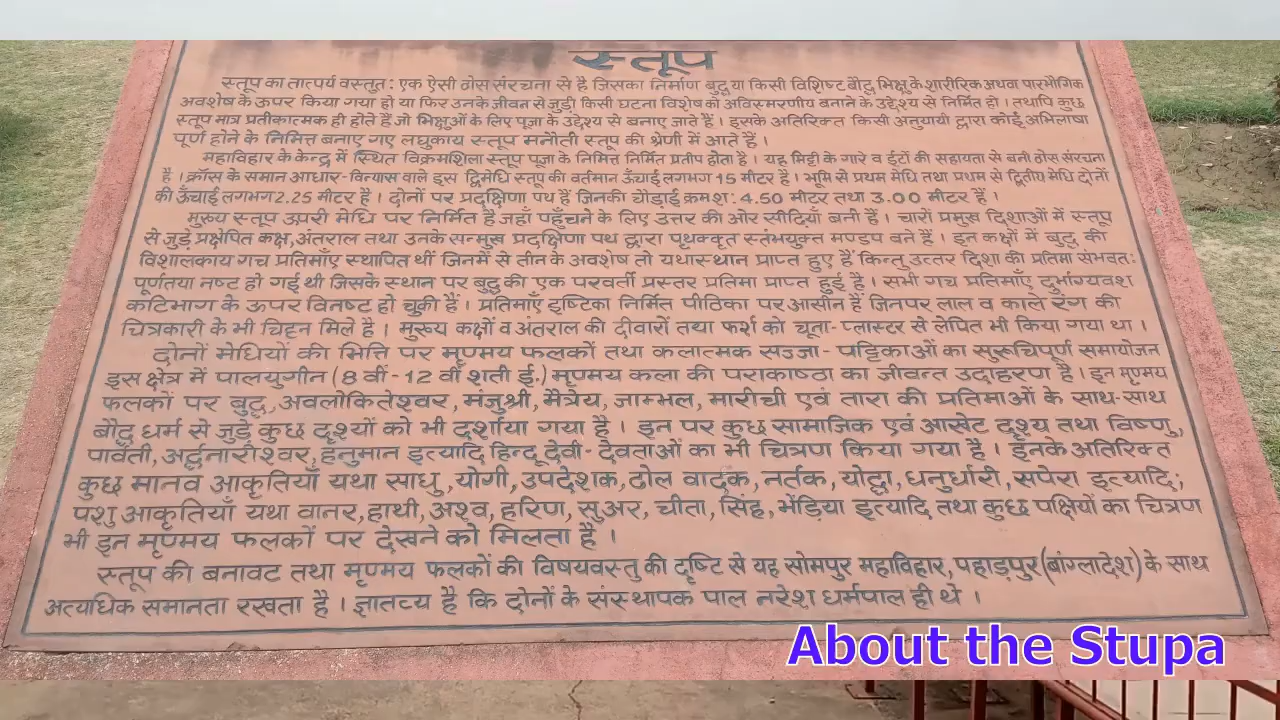 स्तूप
स्तूप का तात्पर्य वस्तुत: एक ऐसी ठोस संरचना से है जिसका निर्माण बुद्ध या किसी विशिष्ट बौद्ध भिक्षु के शारीरिक अथवा पारभौगिक
अवशेष के ऊपर किया गया हो या फिर उनके जीवन से जुड़ी किसी घटना विशेष को अविस्मरणीय बनाने के उद्देश्य से निर्मित हो । तथापि कुछ
स्तूप मात्र प्रतीकात्मक ही होते हैं जो भिक्षुओं के लिए पूजा के उद्देश्य से बनाए जाते हैं । इसके अतिरिक्त किसी अनुयायी द्वारा कोई अभिलाषा
पूर्ण होने के निमित्त बनाए गए लघुकाय स्तूप मनौती स्तूप की श्रेणी में आते हैं ।
महाविहार के केन्द्र में स्थित विक्रमशिला स्तूप पूजा के निमित्त निर्मित प्रतीप होता है । यह मिट्टी के गारे व ईंटों की सहायता से बनी ठोस संरचना
है । क्रॉस के समान आधार-विन्यास वाले इस द्विमेधि स्तूप की वर्तमान ऊँचाई लगभग 15 मीटर है । भूमि से प्रथम मेधि तथा प्रथम से द्वितीय मेधि दोनों
की ऊँचाई लगभग 2.25 मीटर है । दोनों पर प्रदक्षिणा पथ हैं जिनकी चौड़ाई क्रमश: 4.50 मीटर तथा 3.00 मीटर हैं ।
मुख्य स्तूप ऊपरी मेधि पर निर्मित है जहाँ पहुँचने के लिए उत्तर की ओर सीढ़ियाँ बनी हैं । चारों प्रमुख दिशाओं में स्तूप
से जुड़े प्रक्षेपित कक्ष, अंतराल तथा उनके सन्मुख प्रदक्षिणा पथ द्वारा पृथक्कृत स्तंभयुक्त मण्डप बने हैं । इन कक्षों में बुद्ध की
विशालकाय गच प्रतिमाएँ स्थापित थीं जिनमें से तीन के अवशेष तो यथास्थान प्राप्त हुए हैं किन्तु उत्तर दिशा की प्रतिमा संभवत:
पूर्णतया नष्ट हो गई थी जिसके स्थान पर बुद्ध की एक परवर्ती प्रस्तर प्रतिमा प्राप्त हुई है । सभी गच प्रतिमाएँ दुर्भाग्यवश
कटिभाग के ऊपर विनष्ट हो चुकी हैं । प्रतिमाएँ इष्टिका निर्मित पीठिका पर आसीन हैं जिनपर लाल व काले रंग की
चित्रकारी के भी चिह्न मिले है । मुख्य कक्षों व अंतराल की दीवारों तथा फर्श को चूना- प्लास्टर से लेपित भी किया गया था ।
दोनों मेधियों की भित्ति पर मृण्मय फलकों तथा कलात्मक सज्जा- पट्टिकाओं का सुरूचिपूर्ण समायोजन
इस क्षेत्र में पालयुगीन (8 वीं - 12 वीं शती ई.) मृण्मय कला की पराकाष्ठा का जीवन्त उदाहरण है । इन मृण्मय
फलकों पर बुद्ध, अवलोकितेश्वर, मंजुश्री, मैत्रेय, जाम्भल, मारीची एवं तारा की प्रतिमाओं के साथ-साथ
बौद्ध धर्म से जुड़े कुछ दृश्यों को भी दर्शाया गया है । इन पर कुछ सामाजिक एवं आखेट दृश्य तथा विष्णु,
पार्वती, अर्द्धनारीश्वर, हनुमान इत्यादि हिन्दू देवी- देवताओं का भी चित्रण किया गया है । इनके अतिरिक्त
कुछ मानव आकृतियाँ यथा साधु, योगी, उपदेशक, ढोल वादक, नर्तक, योद्धा, धनुर्धारी, सपेरा इत्यादि;
पशु आकृतियाँ यथा वानर, हाथी, अश्व, हरिण, सुअर, चीता, सिंह, भेंड़िया इत्यादि तथा कुछ पक्षियों का चित्रण
भी इन मृण्मय फलकों पर देखने को मिलता है ।
स्तूप की बनावट तथा मृण्मय फलकों की विषयवस्तु की दृष्टि से यह सोमपुर महाविहार, पहाड़पुर (बांग्लादेश) के साथ
अत्यधिक समानता रखता है । ज्ञातव्य है कि दोनों के संस्थापक पाल नरेश धर्मपाल ही थे ।
About the Stupa